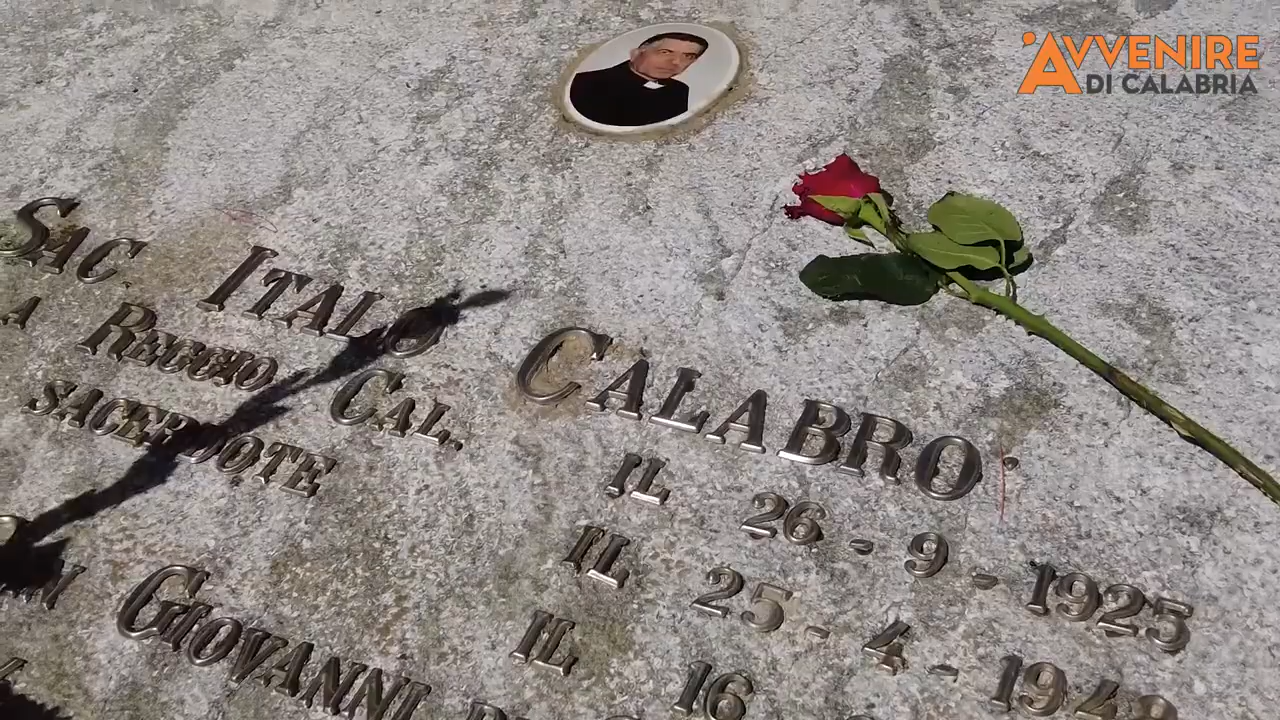 AVVENIRE
DI CALABRIA
SAC. ITALO CALABRO
A REGGIO CAL. IL 26-9-1925
SACERDOTE IL 25-4-194
GIOVANNI IL 16